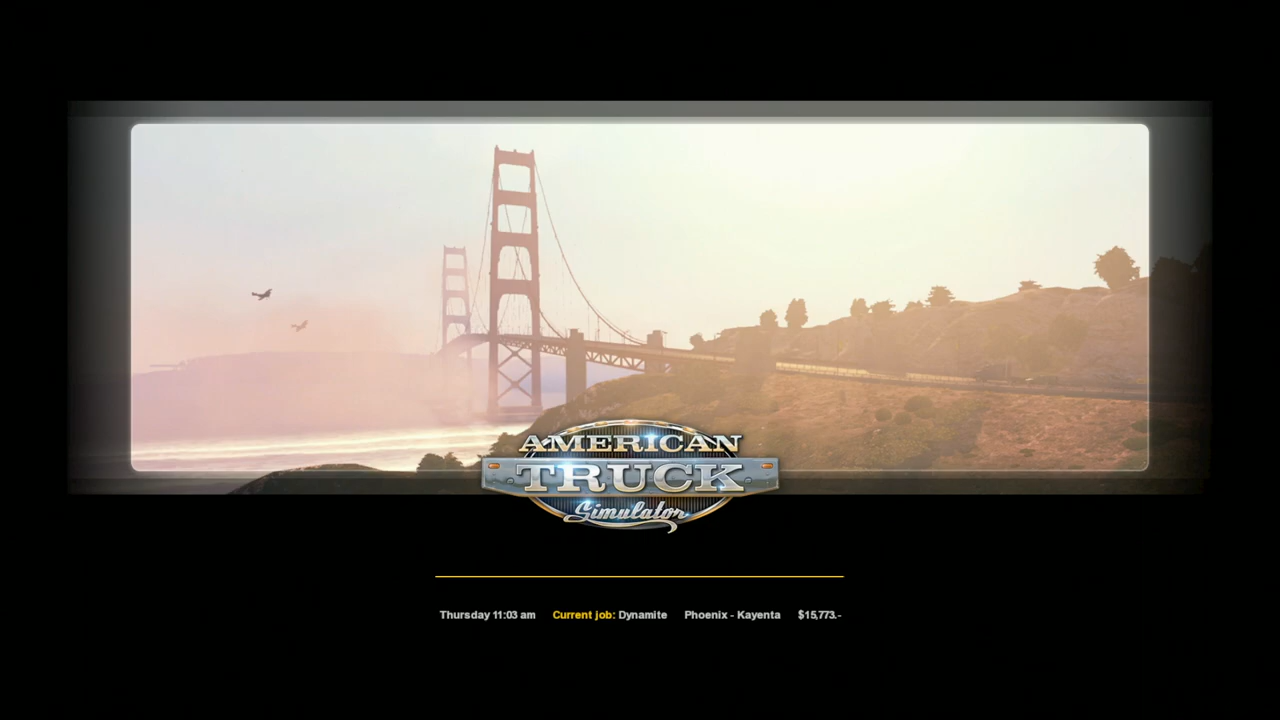 AMERICAN
TRUCK
Simulator
Thursday 11:03 am Current job: Dynamite Phoenix - Kayenta $15,773.-